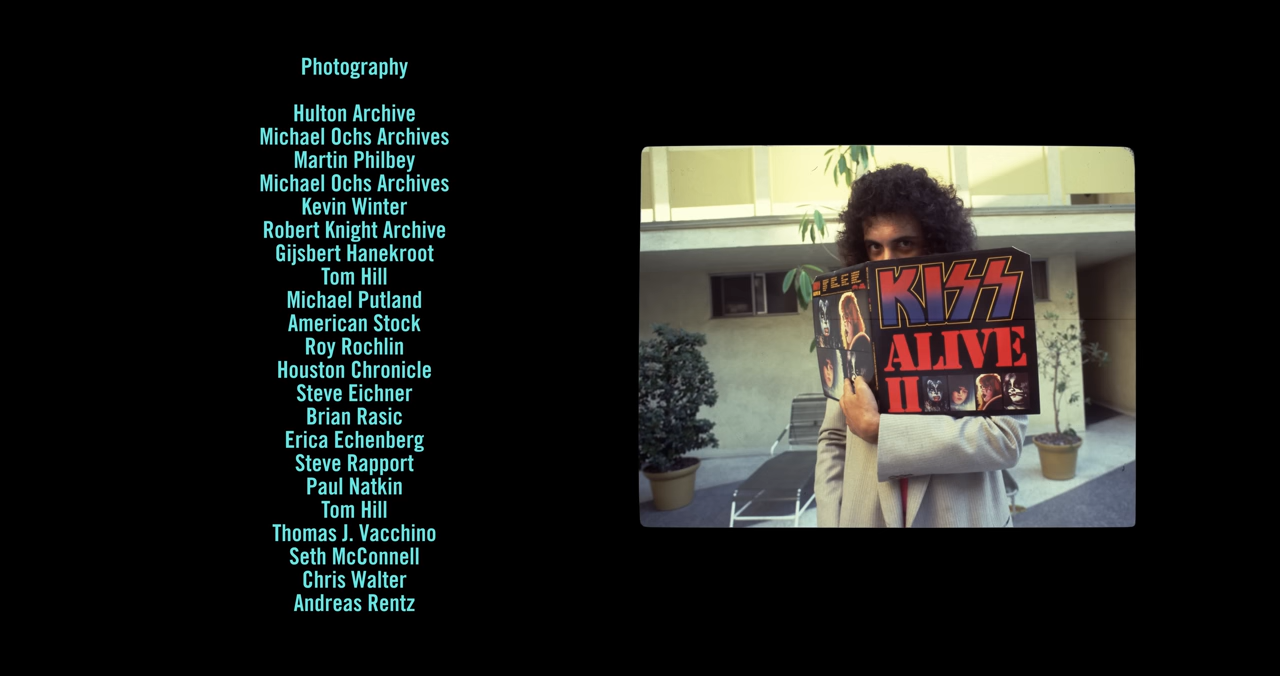 Photography
Hulton Archive
Michael Ochs Archives
Martin Philbey
Michael Ochs Archives
Kevin Winter
Robert Knight Archive
Gijsbert Hanekroot
Tom Hill
Michael Putland
American Stock
Roy Rochlin
Houston Chronicle
Steve Eichner
Brian Rasic
Erica Echenberg
Steve Rapport
Paul Natkin
Tom Hill
Thomas J. Vacchino
Seth McConnell
Chris Walter
Andreas Rentz
KISS
ALIVE
II